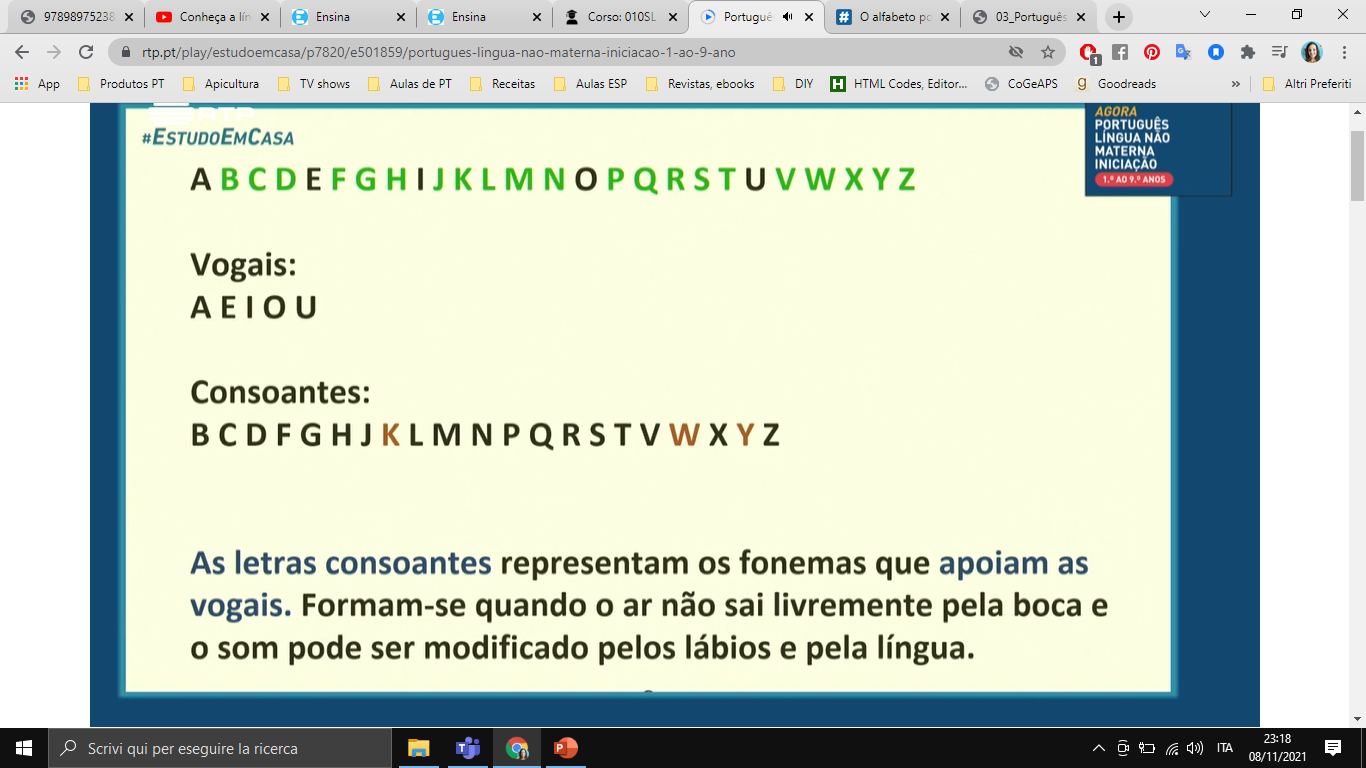 97898975238
Conheça a lín
Ensina
Ensina
Corso: 010SL
Portuguê
O alfabeto po
03_Português
rtp.pt/play/estudoemcasa/p7820/e501859/portugues-lingua-nao-materna-iniciacao-1-ao-9-ano
1
App
Produtos PT
Apicultura
TV shows
Aulas de PT
Receitas
Aulas ESP
Revistas, ebooks
DIY
HTML Codes, Editor...
CoGeAPS
Goodreads
»
Altri Preferiti
RTP
#ESTUDOEMCASA
AGORA
PORTUGUÊS
LÍNGUA NÃO
MATERNA
INICIAÇÃO
1.º AO 9.º ANOS
A B C D E F G H I J K L M N O P Q R S T U V W X Y Z
Vogais:
A E I O U
Consoantes:
B C D F G H J K L M N P Q R S T V W X Y Z
As letras consoantes representam os fonemas que apoiam as
vogais. Formam-se quando o ar não sai livremente pela boca e
o som pode ser modificado pelos lábios e pela língua.
Scrivi qui per eseguire la ricerca
ITA
23:18
08/11/2021